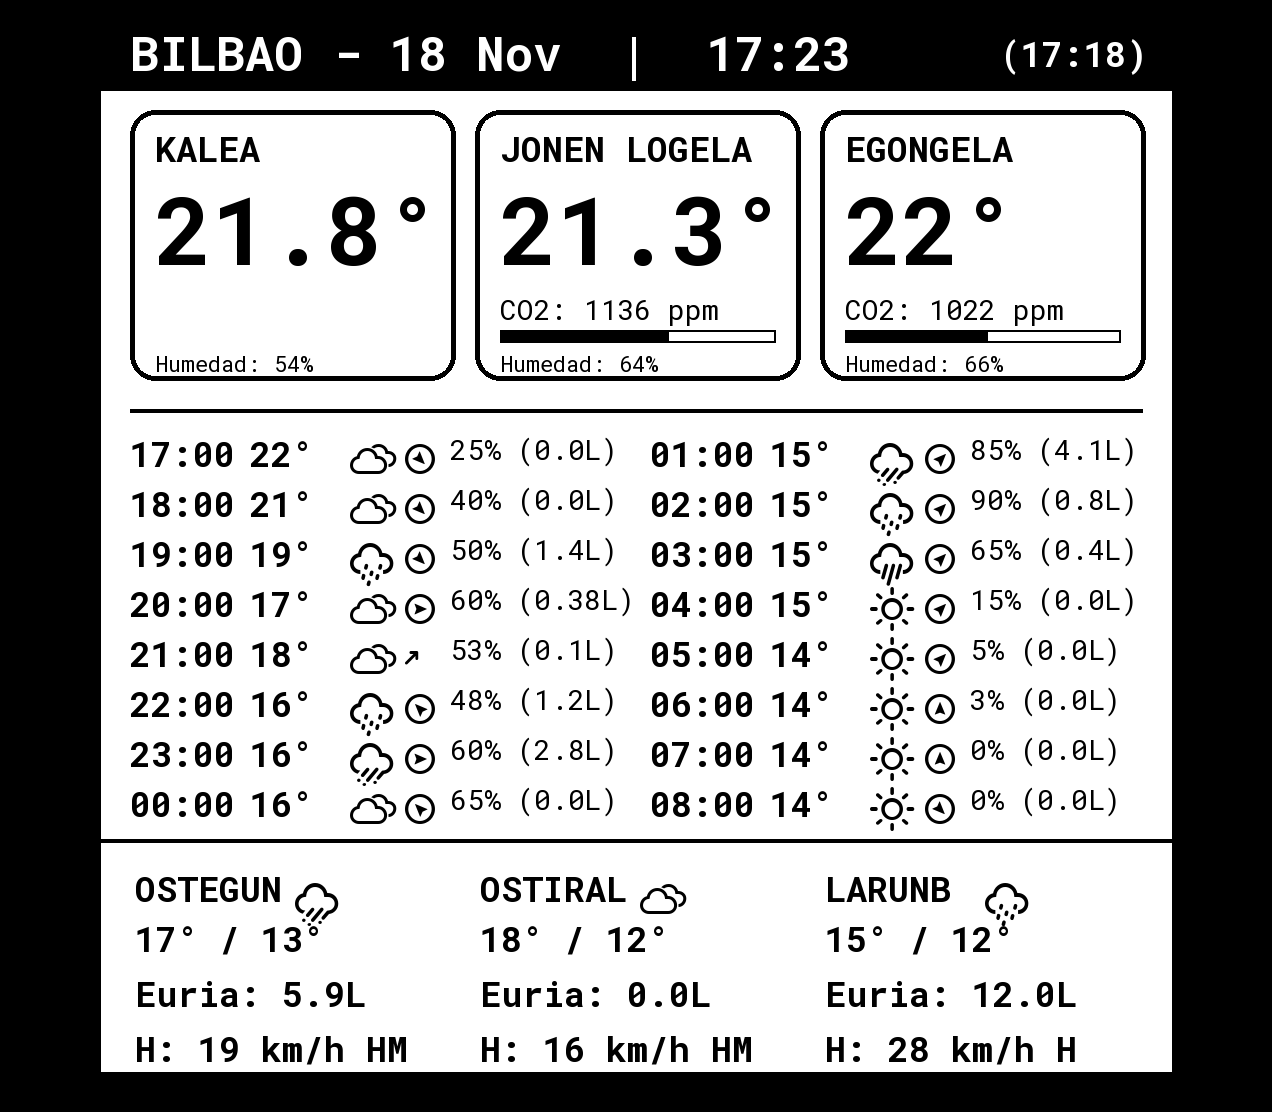 BILBAO - 18 Nov | 17:23 (17:18)
KALEA
21.8°
Humedad: 54%
JONEN LOGELA
21.3°
CO2: 1136 ppm
Humedad: 64%
EGONGELA
22°
CO2: 1022 ppm
Humedad: 66%
17:00 22° 25% (0.0L)
18:00 21° 40% (0.0L)
19:00 19° 50% (1.4L)
20:00 17° 60% (0.38L)
21:00 18° 53% (0.1L)
22:00 16° 48% (1.2L)
23:00 16° 60% (2.8L)
00:00 16° 65% (0.0L)
01:00 15° 85% (4.1L)
02:00 15° 90% (0.8L)
03:00 15° 65% (0.4L)
04:00 15° 15% (0.0L)
05:00 14° 5% (0.0L)
06:00 14° 3% (0.0L)
07:00 14° 0% (0.0L)
08:00 14° 0% (0.0L)
OSTEGUN
17° / 13°
Euria: 5.9L
H: 19 km/h HM
OSTIRAL
18° / 12°
Euria: 0.0L
H: 16 km/h HM
LARUNB
15° / 12°
Euria: 12.0L
H: 28 km/h H